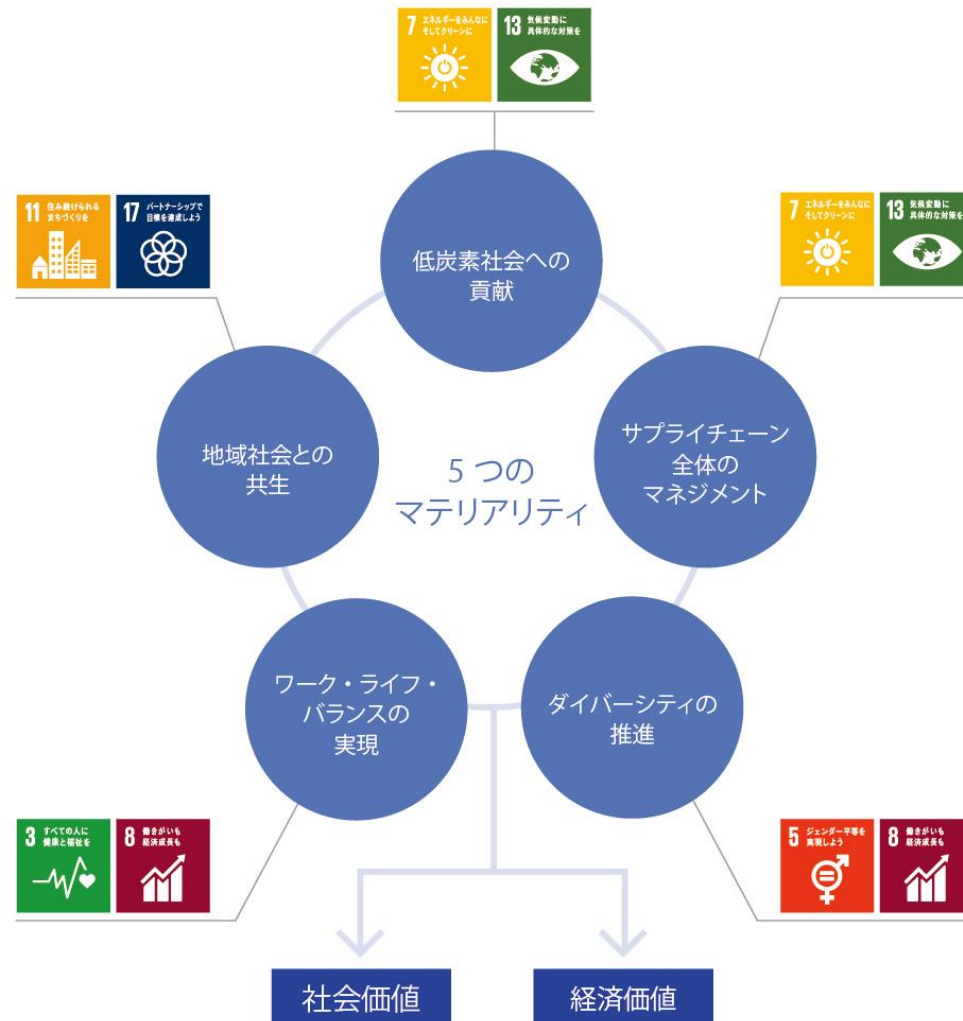 7 エネルギーをみんなに
そしてクリーンに
13 気候変動に
具体的な対策を
11 住み続けられる
まちづくりを
17 パートナーシップで
目標を達成しよう
7 エネルギーをみんなに
そしてクリーンに
13 気候変動に
具体的な対策を
低炭素社会への
貢献
地域社会との
共生
サプライチェーン
全体の
マネジメント
5つの
マテリアリティ
ワーク・ライフ・
バランスの
実現
ダイバーシティの
推進
3 すべての人に
健康と福祉を
8 働きがいも
経済成長も
5 ジェンダー平等を
実現しよう
8 働きがいも
経済成長も
社会価値
経済価値